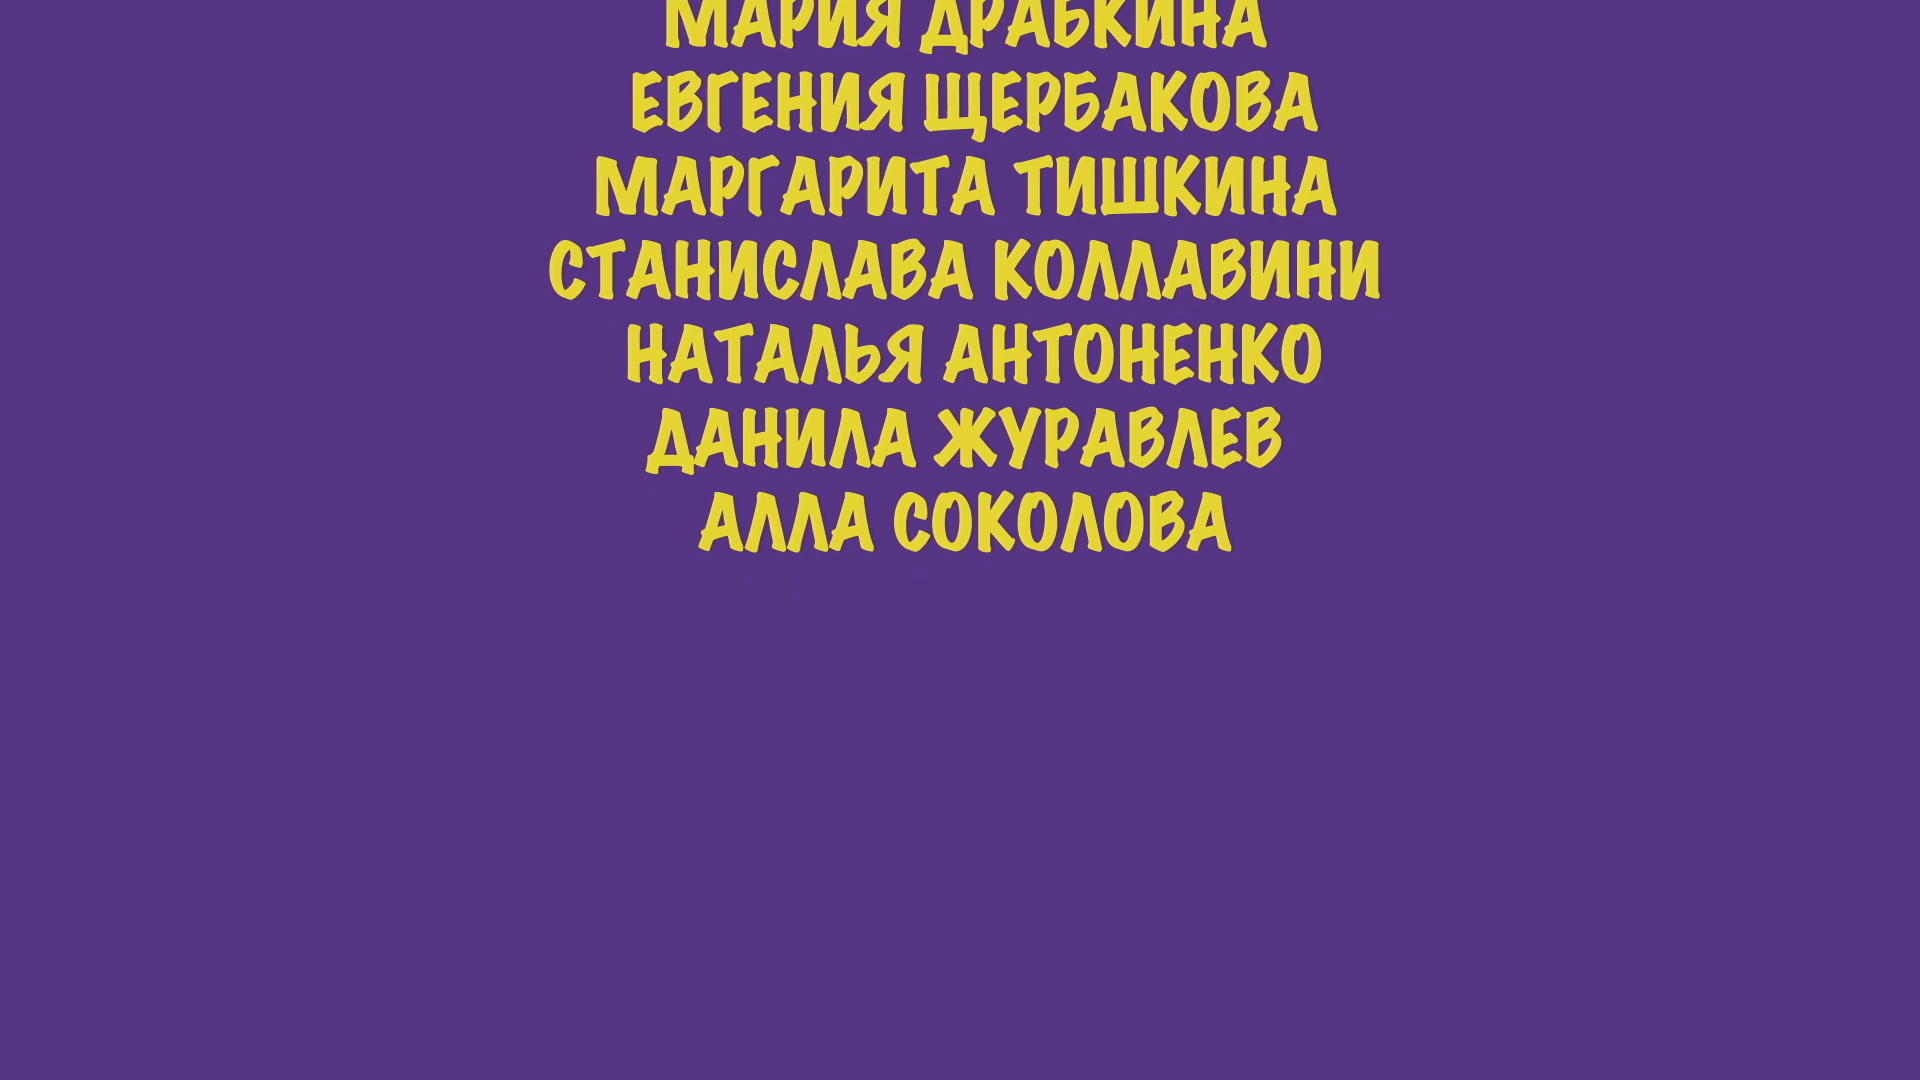 МАРИЯ ДРАБКИНА
ЕВГЕНИЯ ЩЕРБАКОВА
МАРГАРИТА ТИШКИНА
СТАНИСЛАВА КОЛЛАВИНИ
НАТАЛЬЯ АНТОНЕНКО
ДАНИЛА ЖУРАВЛЕВ
АЛЛА СОКОЛОВА